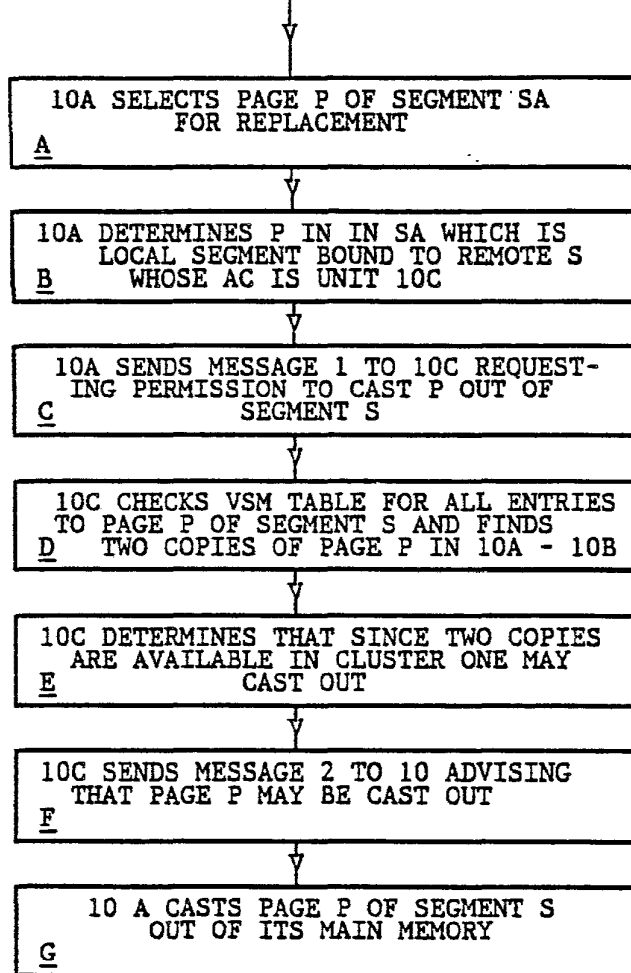 10A SELECTS PAGE P OF SEGMENT SA
FOR REPLACEMENT
A
10A DETERMINES P IN IN SA WHICH IS
LOCAL SEGMENT BOUND TO REMOTE S
B WHOSE AC IS UNIT 10C
10A SENDS MESSAGE 1 TO 10C REQUEST-
ING PERMISSION TO CAST P OUT OF
C SEGMENT S
10C CHECKS VSM TABLE FOR ALL ENTRIES
TO PAGE P OF SEGMENT S AND FINDS
D TWO COPIES OF PAGE P IN 10A - 10B
10C DETERMINES THAT SINCE TWO COPIES
ARE AVAILABLE IN CLUSTER ONE MAY
E CAST OUT
10C SENDS MESSAGE 2 TO 10 ADVISING
THAT PAGE P MAY BE CAST OUT
F
10 A CASTS PAGE P OF SEGMENT S
OUT OF ITS MAIN MEMORY
G